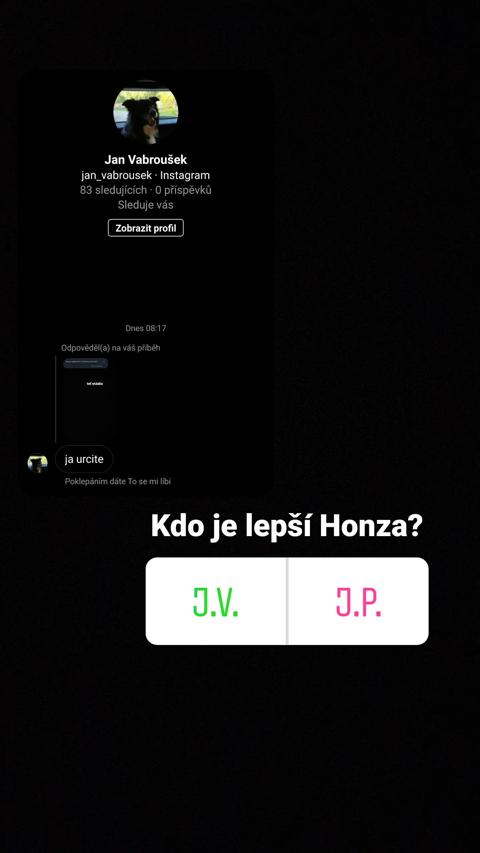 Jan Vabroušek
jan_vabrousek · Instagram
83 sledujících · 0 příspěvků
Sleduje vás
Zobrazit profil
Dnes 08:17
Odpověděl(a) na váš příběh
ja urcite
Poklepáním dáte To se mi líbí
Kdo je lepší Honza?
J.V.
J.P.